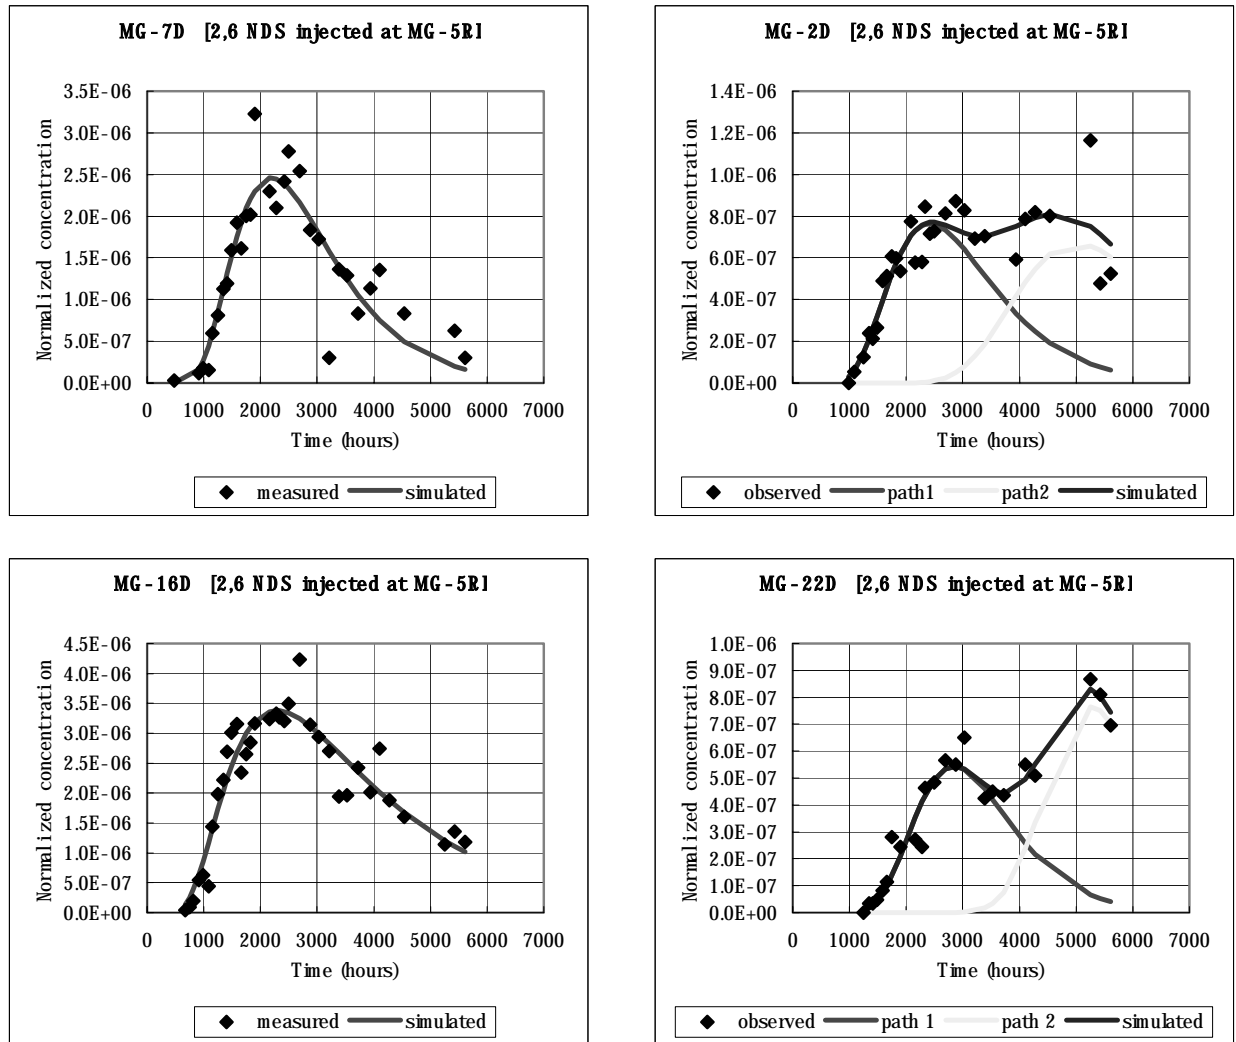 MG-7D [2,6 NDS injected at MG-5R]
Normalized concentration
3.5E-06
3.0E-06
2.5E-06
2.0E-06
1.5E-06
1.0E-06
5.0E-07
0.0E+00
0 1000 2000 3000 4000 5000 6000 7000
Time (hours)
measured simulated
MG-2D [2,6 NDS injected at MG-5R]
Normalized concentration
1.4E-06
1.2E-06
1.0E-06
8.0E-07
6.0E-07
4.0E-07
2.0E-07
0.0E+00
0 1000 2000 3000 4000 5000 6000 7000
Time (hours)
observed path1 path2 simulated
MG-16D [2,6 NDS injected at MG-5R]
Normalized concentration
4.5E-06
4.0E-06
3.5E-06
3.0E-06
2.5E-06
2.0E-06
1.5E-06
1.0E-06
5.0E-07
0.0E+00
0 1000 2000 3000 4000 5000 6000 7000
Time (hours)
measured simulated
MG-22D [2,6 NDS injected at MG-5R]
Normalized concentration
1.0E-06
9.0E-07
8.0E-07
7.0E-07
6.0E-07
5.0E-07
4.0E-07
3.0E-07
2.0E-07
1.0E-07
0.0E+00
0 1000 2000 3000 4000 5000 6000 7000
Time (hours)
observed path 1 path 2 simulated